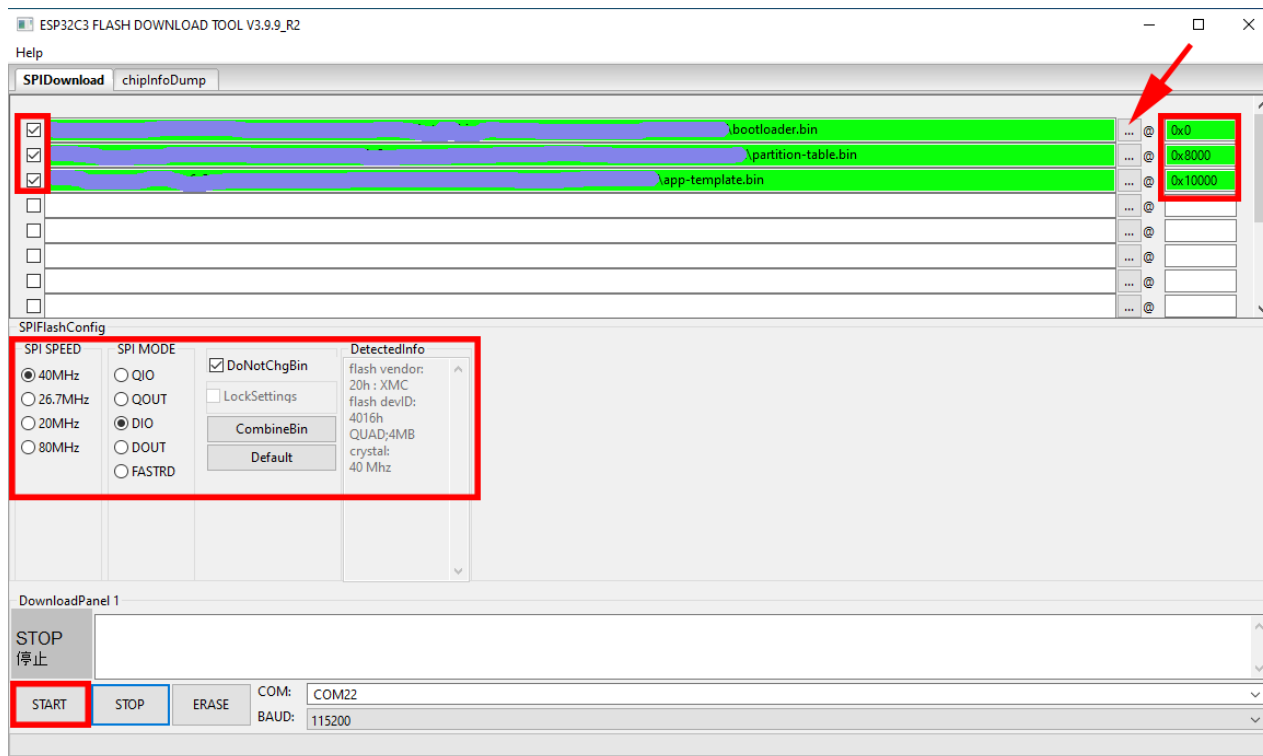 ESP32C3 FLASH DOWNLOAD TOOL V3.9.9_R2
Help
SPIDownload chipInfoDump
\bootloader.bin ... @ 0x0
\partition-table.bin ... @ 0x8000
\app-template.bin ... @ 0x10000
... @
... @
... @
... @
... @
SPIFlashConfig
SPI SPEED
40MHz
26.7MHz
20MHz
80MHz
SPI MODE
QIO
QOUT
DIO
DOUT
FASTRD
DoNotChgBin
LockSettings
CombineBin
Default
DetectedInfo
flash vendor:
20h : XMC
flash devID:
4016h
QUAD;4MB
crystal:
40 Mhz
DownloadPanel 1
STOP
停止
START STOP ERASE
COM: COM22
BAUD: 115200